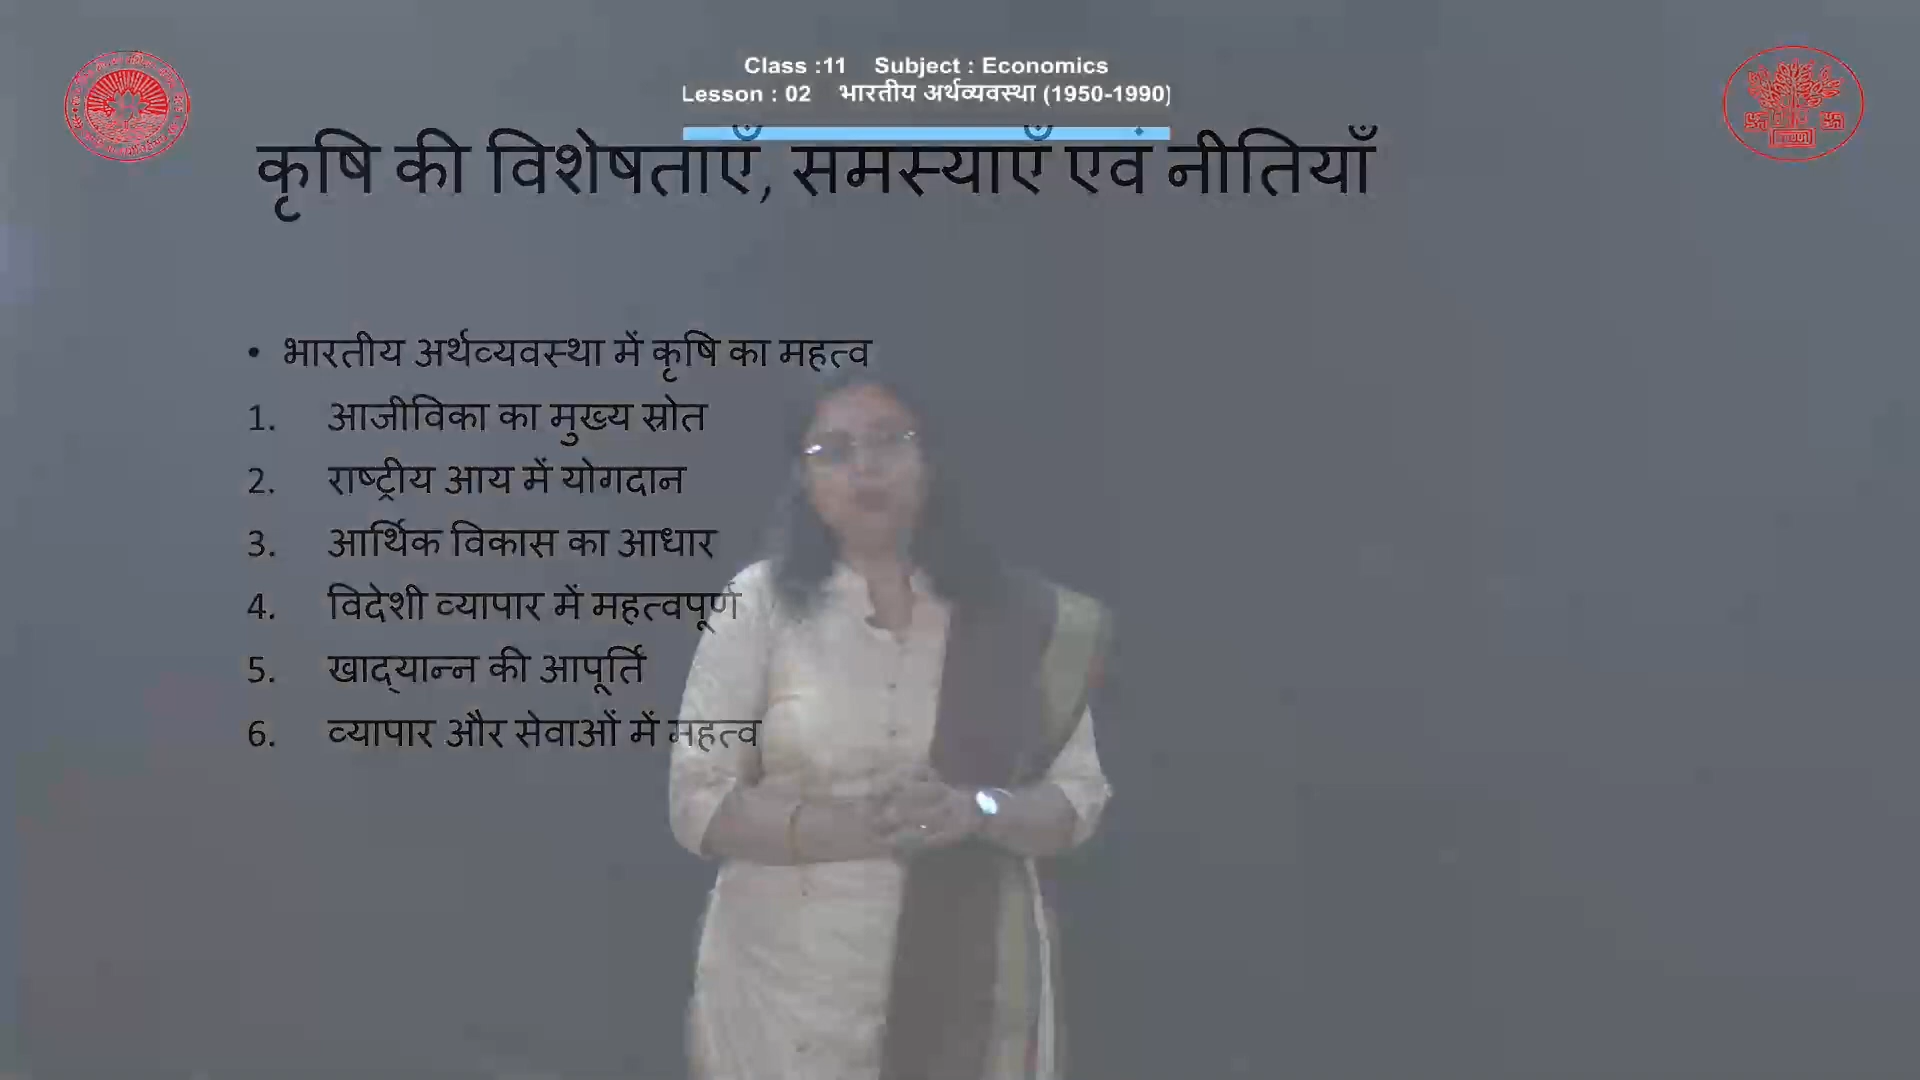 Class :11 Subject : Economics
Lesson : 02 भारतीय अर्थव्यवस्था (1950-1990)
कृषि की विशेषताएँ, समस्याएँ एवं नीतियाँ
• भारतीय अर्थव्यवस्था में कृषि का महत्व
1. आजीविका का मुख्य स्रोत
2. राष्ट्रीय आय में योगदान
3. आर्थिक विकास का आधार
4. विदेशी व्यापार में महत्वपूर्ण
5. खाद्यान्न की आपूर्ति
6. व्यापार और सेवाओं में महत्व